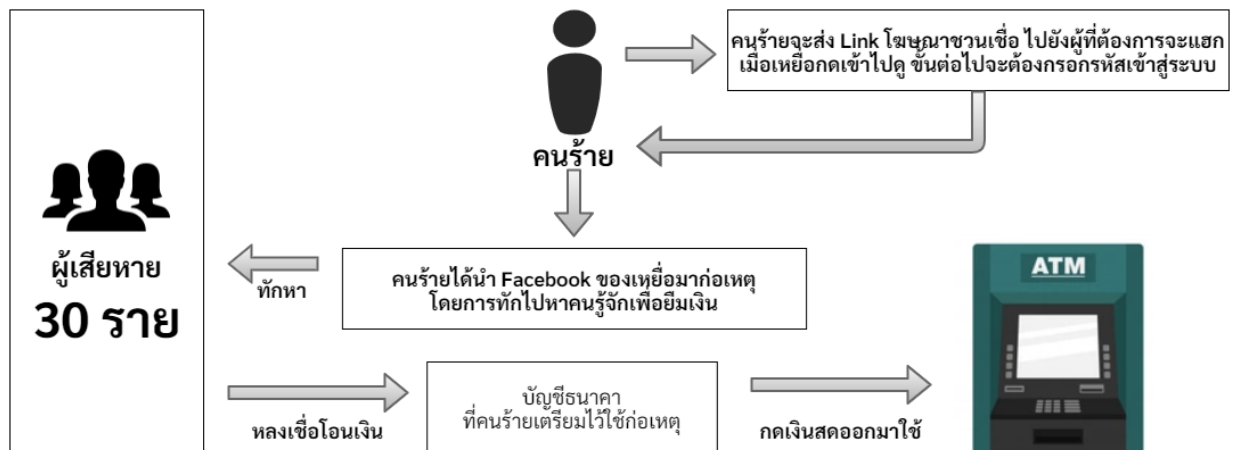 คนร้ายจะส่ง Link โฆษณาชวนเชื่อ ไปยังผู้ที่ต้องการจะแฮก
เมื่อเหยื่อกดเข้าไปดู ขั้นต่อไปจะต้องกรอกรหัสเข้าสู่ระบบ
คนร้าย
คนร้ายได้นำ Facebook ของเหยื่อมาก่อเหตุ
โดยการทักไปหาคนรู้จักเพื่อยืมเงิน
ทักหา
ผู้เสียหาย
30 ราย
ATM
บัญชีธนาคา
ที่คนร้ายเตรียมไว้ใช้ก่อเหตุ
หลงเชื่อโอนเงิน
กดเงินสดออกมาใช้